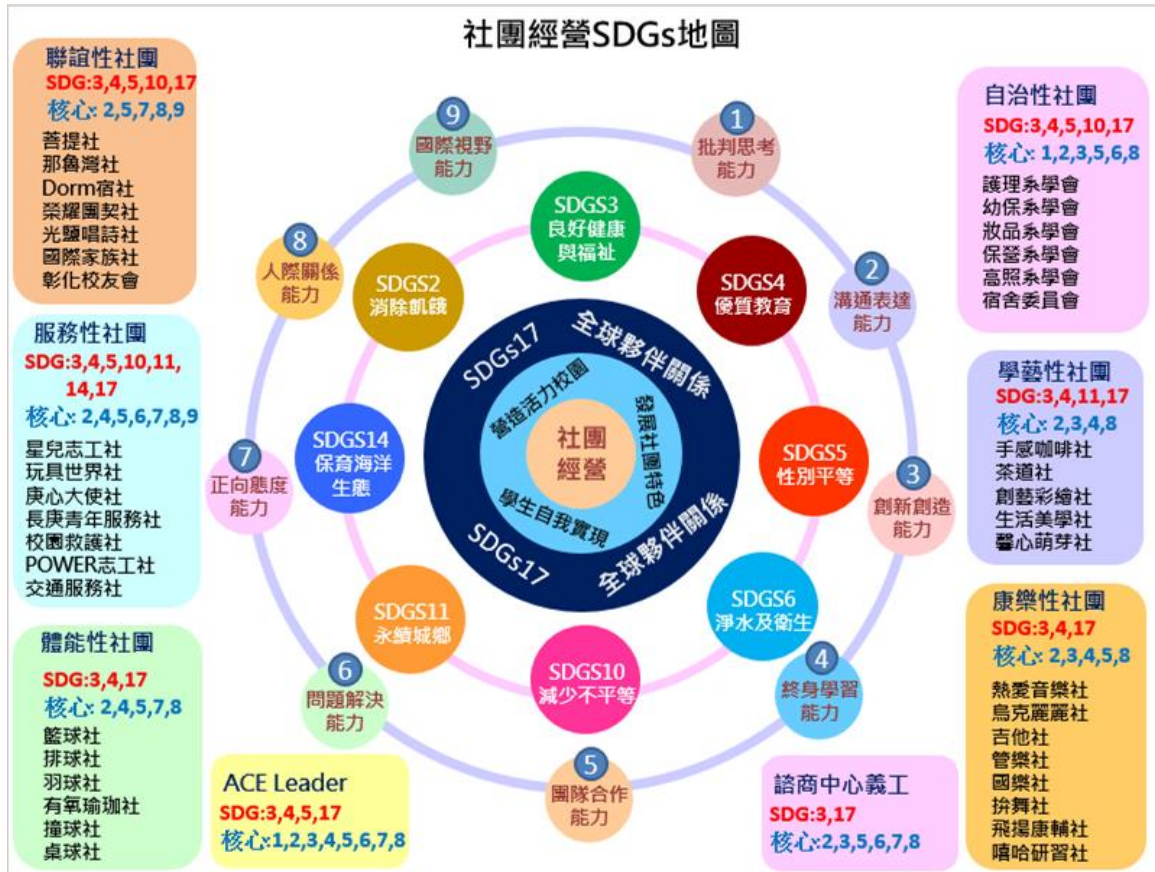 社團經營SDGs地圖
聯誼性社團
SDG:3,4,5,10,17
核心: 2,5,7,8,9
菩提社
那魯灣社
Dorm宿社
榮耀團契社
光鹽唱詩社
國際家族社
彰化校友會
服務性社團
SDG:3,4,5,10,11,
14,17
核心: 2,4,5,6,7,8,9
星兒志工社
玩具世界社
庚心大使社
長庚青年服務社
校園救護社
POWER志工社
交通服務社
體能性社團
SDG:3,4,17
核心: 2,4,5,7,8
籃球社
排球社
羽球社
有氧瑜珈社
撞球社
桌球社
ACE Leader
SDG:3,4,5,17
核心:1,2,3,4,5,6,7,8
1
批判思考
能力
2
溝通表達
能力
3
創新創造
能力
4
終身學習
能力
5
團隊合作
能力
6
問題解決
能力
7
正向態度
能力
8
人際關係
能力
9
國際視野
能力
SDGS3
良好健康
與福祉
SDGS4
優質教育
SDGS5
性別平等
SDGS6
淨水及衛生
SDGS10
減少不平等
SDGS11
永續城鄉
SDGS14
保育海洋
生態
SDGS2
消除飢餓
SDGs17
全球夥伴關係
SDGs17
全球夥伴關係
營造活力校園
發展社團特色
學生自我實現
社團
經營
自治性社團
SDG:3,4,5,10,17
核心: 1,2,3,5,6,8
護理系學會
幼保系學會
妝品系學會
保營系學會
高照系學會
宿舍委員會
學藝性社團
SDG:3,4,11,17
核心: 2,3,4,8
手感咖啡社
茶道社
創藝彩繪社
生活美學社
馨心萌芽社
康樂性社團
SDG:3,4,17
核心: 2,3,4,5,8
熱愛音樂社
烏克麗麗社
吉他社
管樂社
國樂社
拚舞社
飛揚康輔社
嘻哈研習社
諮商中心義工
SDG:3,17
核心:2,3,5,6,7,8